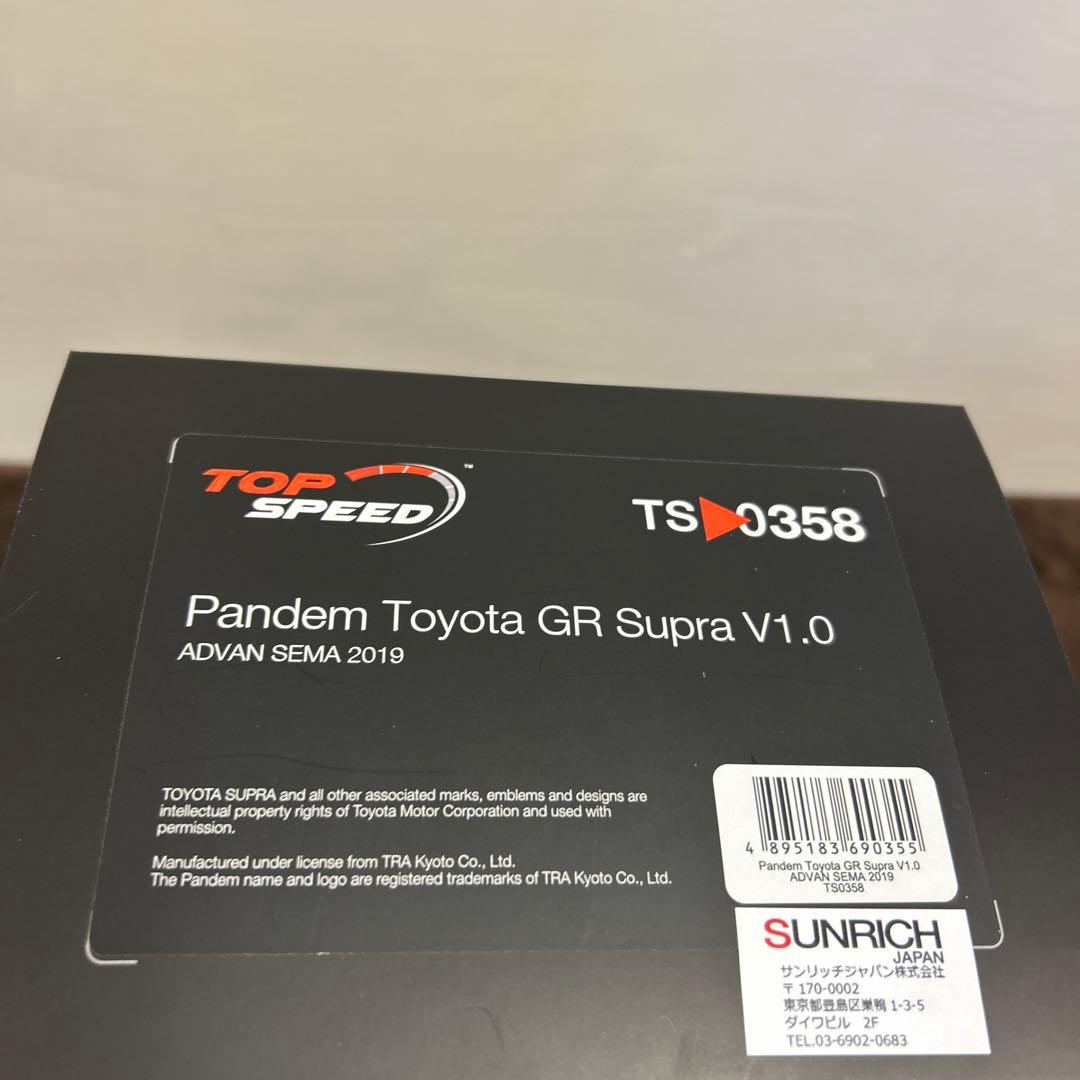 TOP
SPEED
™
TS 0358
Pandem Toyota GR Supra V1.0
ADVAN SEMA 2019
TOYOTA SUPRA and all other associated marks, emblems and designs are
intellectual property rights of Toyota Motor Corporation and used with
permission.
Manufactured under license from TRA Kyoto Co., Ltd.
The Pandem name and logo are registered trademarks of TRA Kyoto Co., Ltd.
4 895183 690355
Pandem Toyota GR Supra V1.0
ADVAN SEMA 2019
TS0358
SUNRICH
JAPAN
サンリッチジャパン株式会社
〒170-0002
東京都豊島区巣鴨 1-3-5
ダイワビル 2F
TEL.03-6902-0683